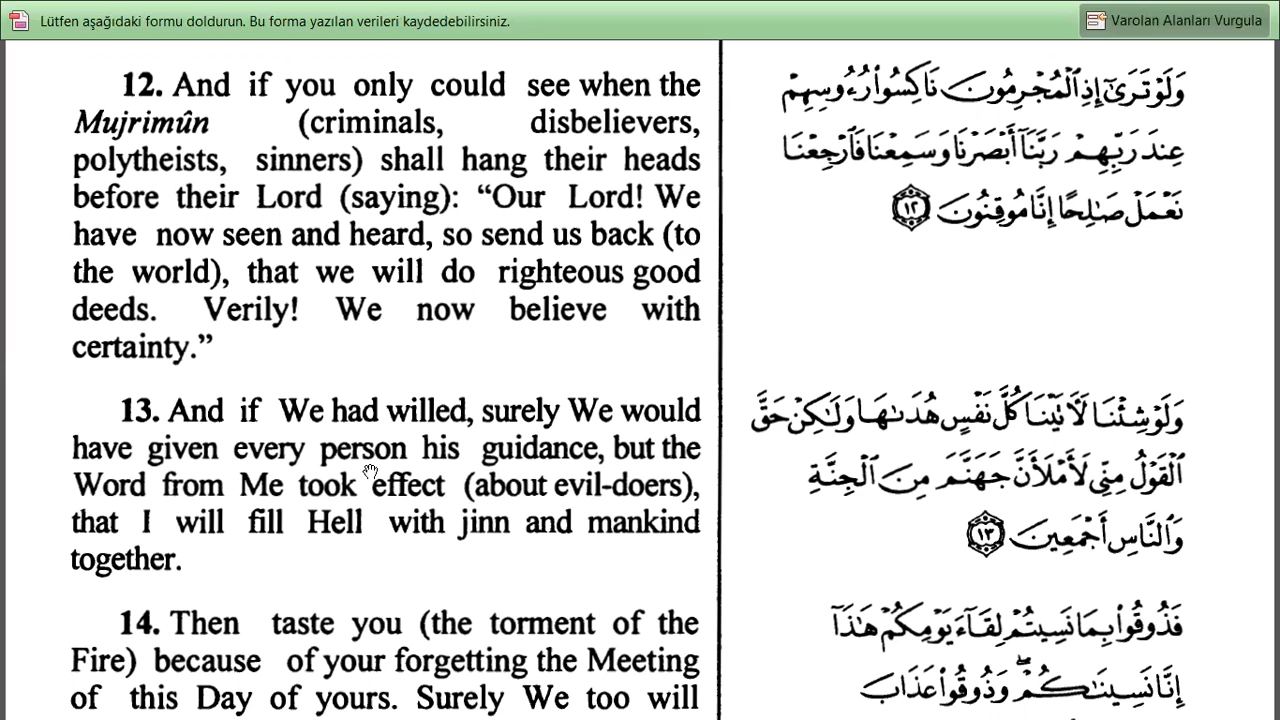 Lütfen aşağıdaki formu doldurun. Bu forma yazılan verileri kaydedebilirsiniz.
Varolan Alanları Vurgula
12. And if you only could see when the
Mujrimûn (criminals, disbelievers,
polytheists, sinners) shall hang their heads
before their Lord (saying): “Our Lord! We
have now seen and heard, so send us back (to
the world), that we will do righteous good
deeds. Verily! We now believe with
certainty.”
13. And if We had willed, surely We would
have given every person his guidance, but the
Word from Me took effect (about evil-doers),
that I will fill Hell with jinn and mankind
together.
14. Then taste you (the torment of the
Fire) because of your forgetting the Meeting
of this Day of yours. Surely We too will
وَلَوْ تَرَىٰٓ إِذِ ٱلْمُجْرِمُونَ نَاكِسُوا۟ رُءُوسِهِمْ
عِندَ رَبِّهِمْ رَبَّنَآ أَبْصَرْنَا وَسَمِعْنَا فَٱرْجِعْنَا
نَعْمَلْ صَـٰلِحًا إِنَّا مُوقِنُونَ ١٢
وَلَوْ شِئْنَا لَـَٔاتَيْنَا كُلَّ نَفْسٍ هُدَىٰهَا وَلَـٰكِنْ حَقَّ
ٱلْقَوْلُ مِنِّى لَأَمْلَأَنَّ جَهَنَّمَ مِنَ ٱلْجِنَّةِ
وَٱلنَّاسِ أَجْمَعِينَ ١٣
فَذُوقُوا۟ بِمَا نَسِيتُمْ لِقَآءَ يَوْمِكُمْ هَـٰذَآ
إِنَّا نَسِينَـٰكُمْ ۖ وَذُوقُوا۟ عَذَابَ